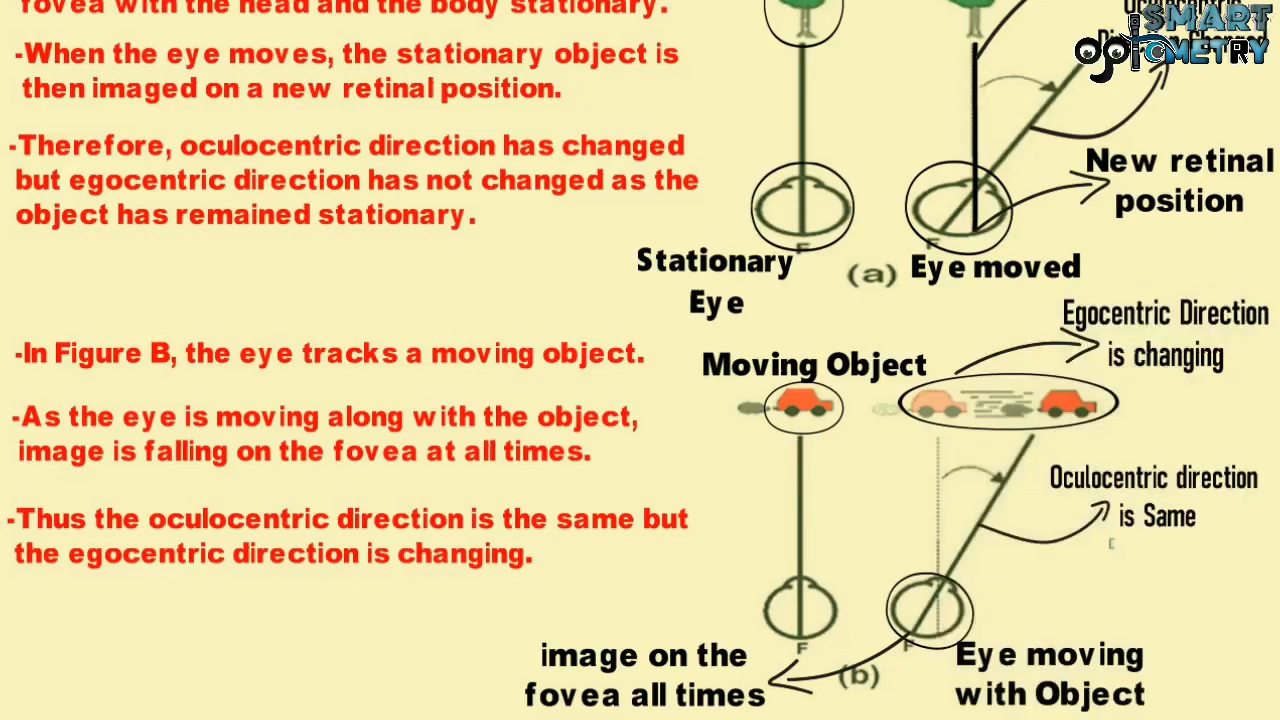 fovea with the head and the body stationary.
-When the eye moves, the stationary object is
then imaged on a new retinal position.
-Therefore, oculocentric direction has changed
but egocentric direction has not changed as the
object has remained stationary.
SMART
OPTOMETRY
New retinal
position
F
F
Stationary
Eye
(a)
Eye moved
-In Figure B, the eye tracks a moving object.
-As the eye is moving along with the object,
image is falling on the fovea at all times.
-Thus the oculocentric direction is the same but
the egocentric direction is changing.
Moving Object
Egocentric Direction
is changing
Oculocentric direction
is Same
F
F
image on the
fovea all times
(b)
Eye moving
with Object